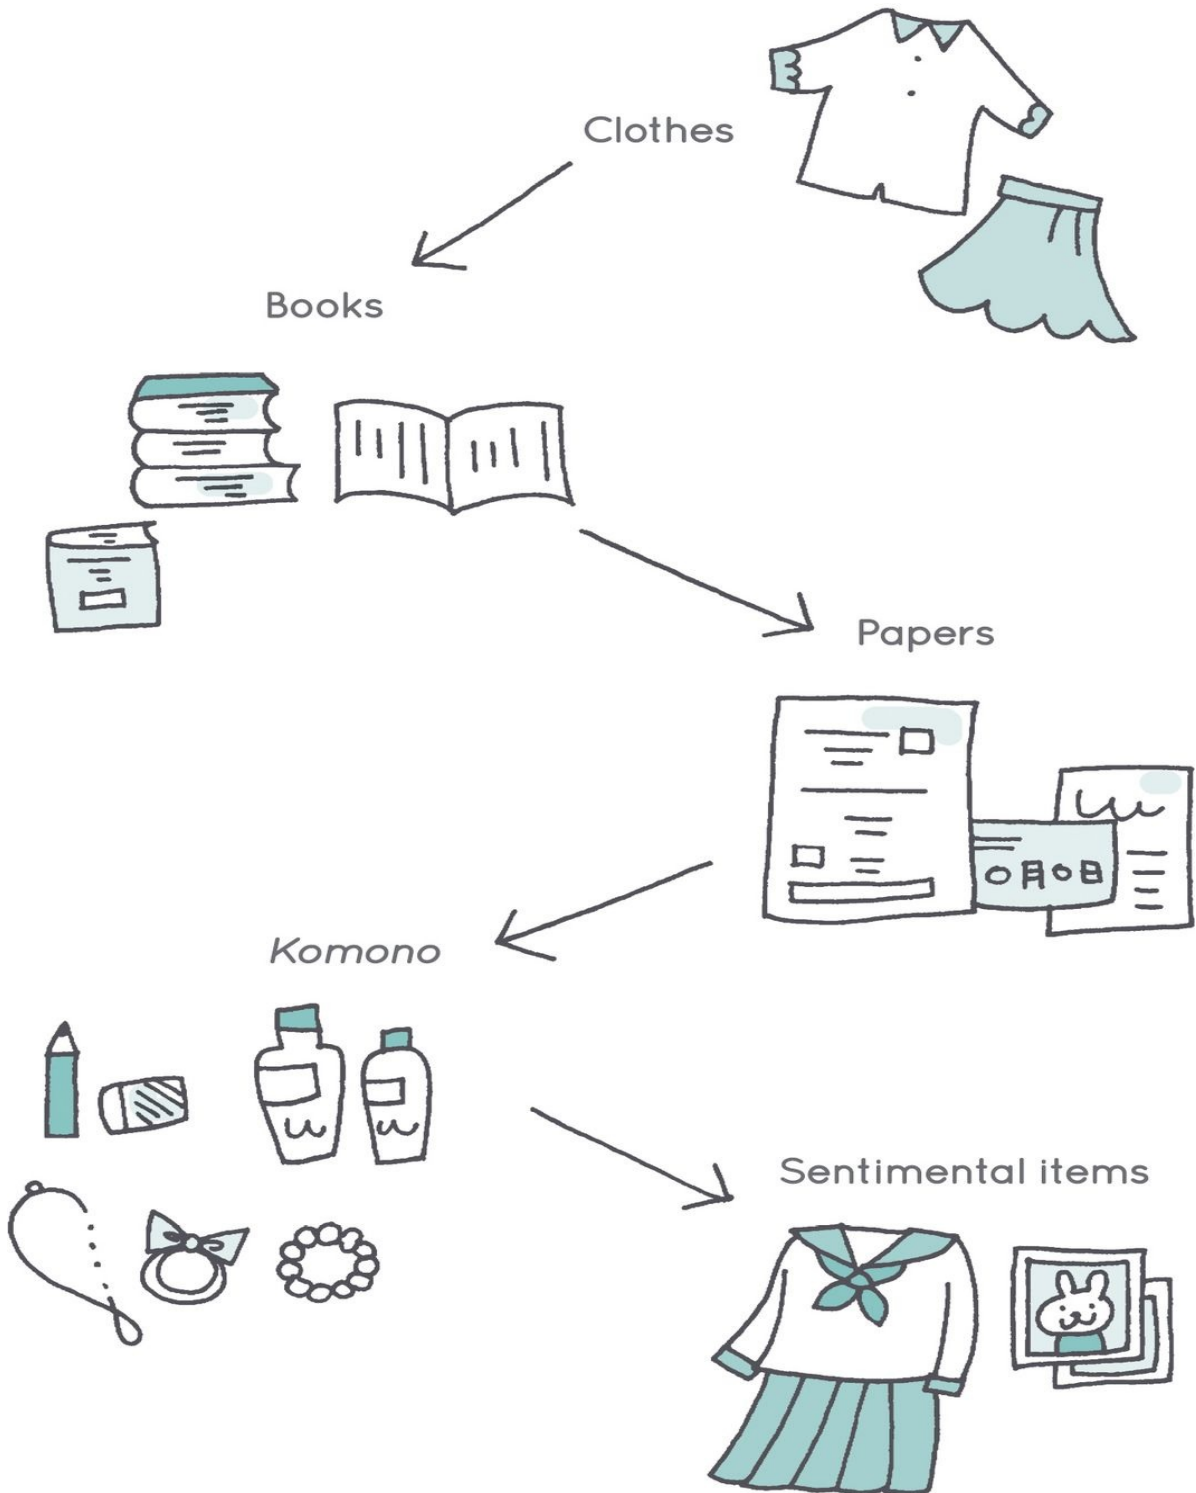 Clothes
Books
Papers
○月○日
Komono
Sentimental items